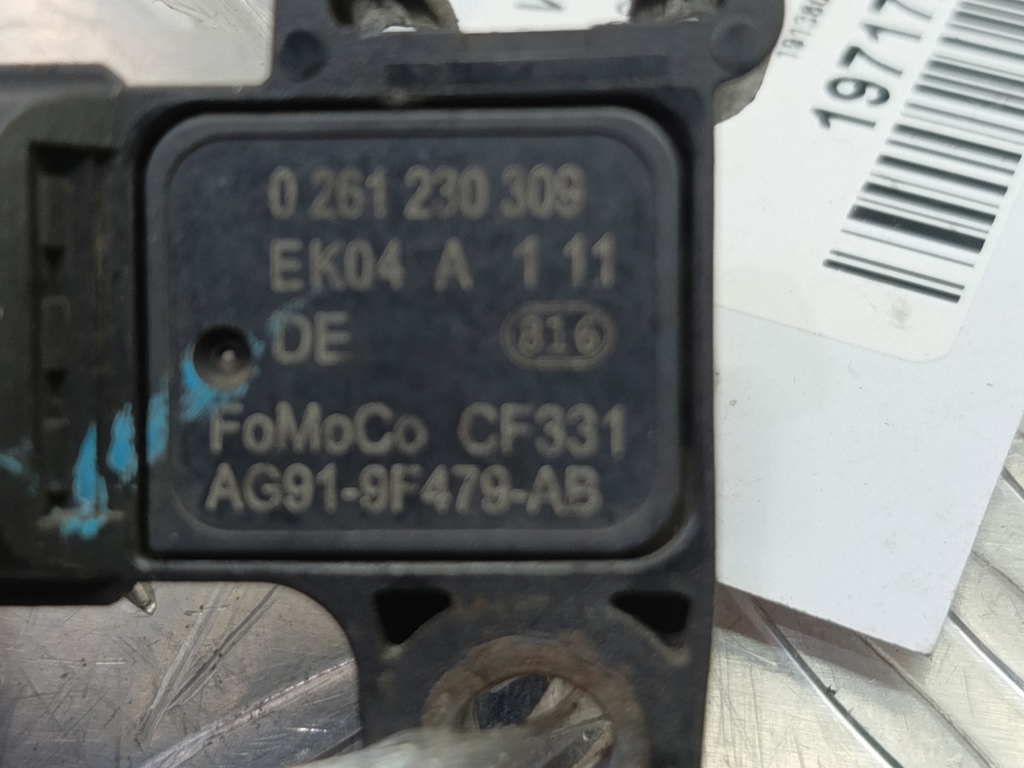 0 261 230 309
EK04 A 1 11
DE 816
FoMoCo CF331
AG91-9F479-AB
19717